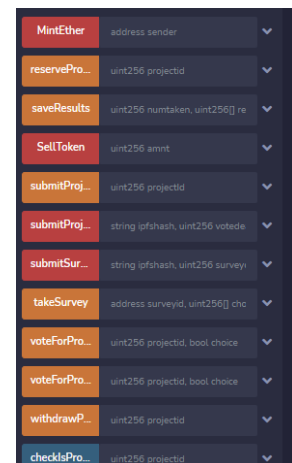 MintEther address sender
reservePro... uint256 projectid
saveResults uint256 numtaken, uint256[] re
SellToken uint256 amnt
submitProj... uint256 projectId
submitProj... string ipfshash, uint256 votede
submitSur... string ipfshash, uint256 survey
takeSurvey address surveyid, uint256[] cho
voteForPro... uint256 projectid, bool choice
voteForPro... uint256 projectid, bool choice
withdrawP... uint256 projectid
checkIsPro... uint256 projectid